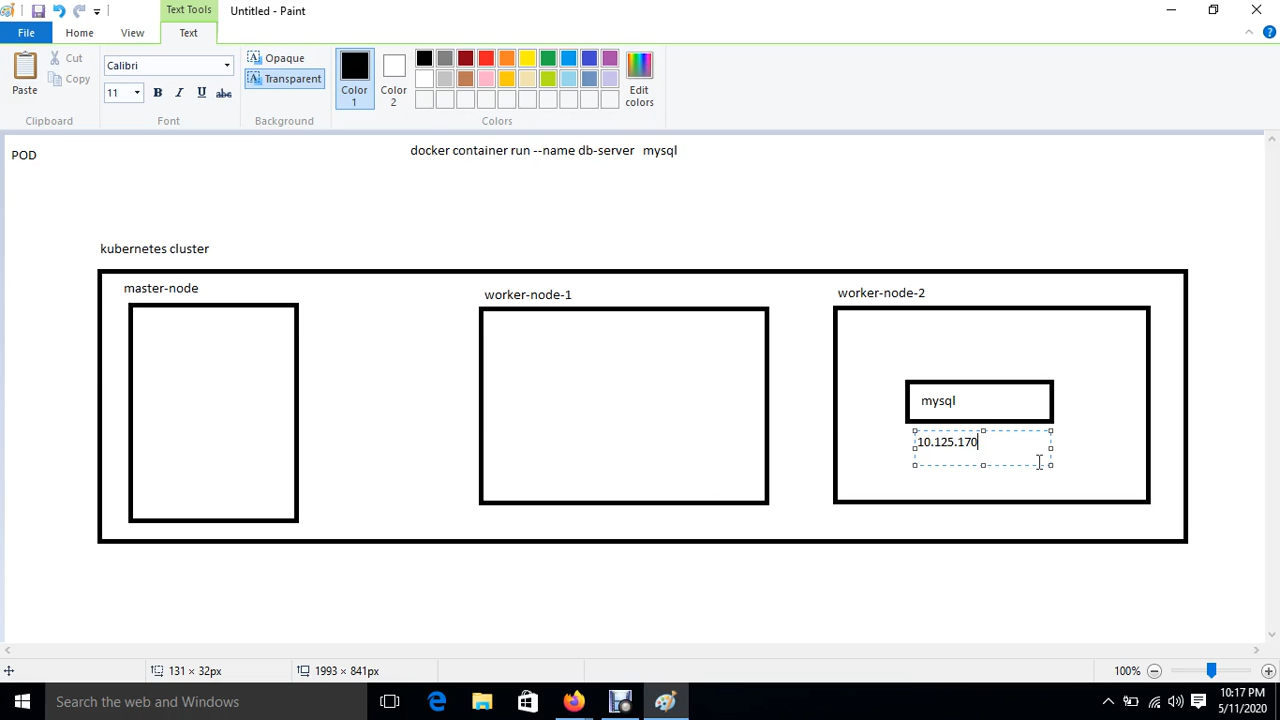 Text Tools
Untitled - Paint
File
Home
View
Text
Paste
Cut
Copy
Calibri
11
B
I
U
abc
Opaque
Transparent
Color
1
Color
2
Edit
colors
Clipboard
Font
Background
Colors
POD
docker container run --name db-server mysql
kubernetes cluster
master-node
worker-node-1
worker-node-2
mysql
10.125.170
131 × 32px
1993 × 841px
100%
Search the web and Windows
10:17 PM
5/11/2020